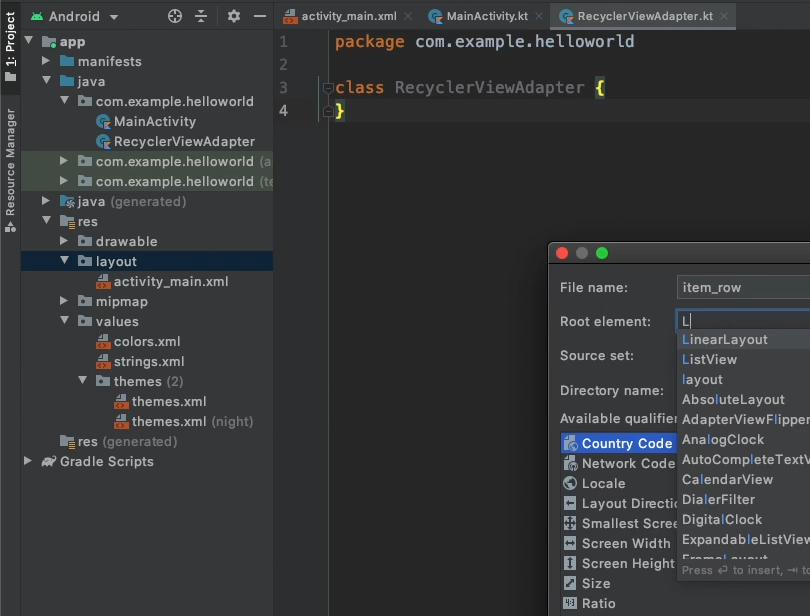 1: Project
Resource Manager
Android
app
manifests
java
com.example.helloworld
MainActivity
RecyclerViewAdapter
com.example.helloworld (a
com.example.helloworld (te
java (generated)
res
drawable
layout
activity_main.xml
mipmap
values
colors.xml
strings.xml
themes (2)
themes.xml
themes.xml (night)
res (generated)
Gradle Scripts
activity_main.xml
MainActivity.kt
RecyclerViewAdapter.kt
1 package com.example.helloworld
2
3 class RecyclerViewAdapter {
4 }
File name: item_row
Root element: L
Source set:
Directory name:
Available qualifier
Country Code
Network Code
Locale
Layout Directio
Smallest Scree
Screen Width
Screen Height
Size
Ratio
LinearLayout
ListView
layout
AbsoluteLayout
AdapterViewFlipper
AnalogClock
AutoCompleteTextV
CalendarView
DialerFilter
DigitalClock
ExpandableListView
FrameLayout
Press ↵ to insert, ⇥ to